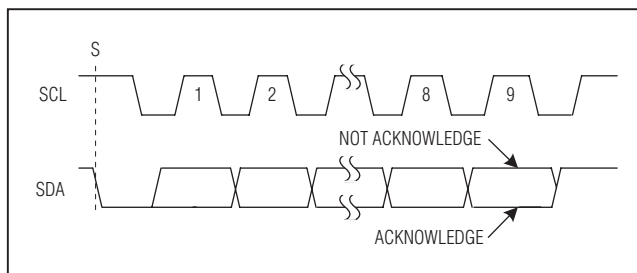 S
SCL 1 2 8 9
NOT ACKNOWLEDGE
SDA
ACKNOWLEDGE